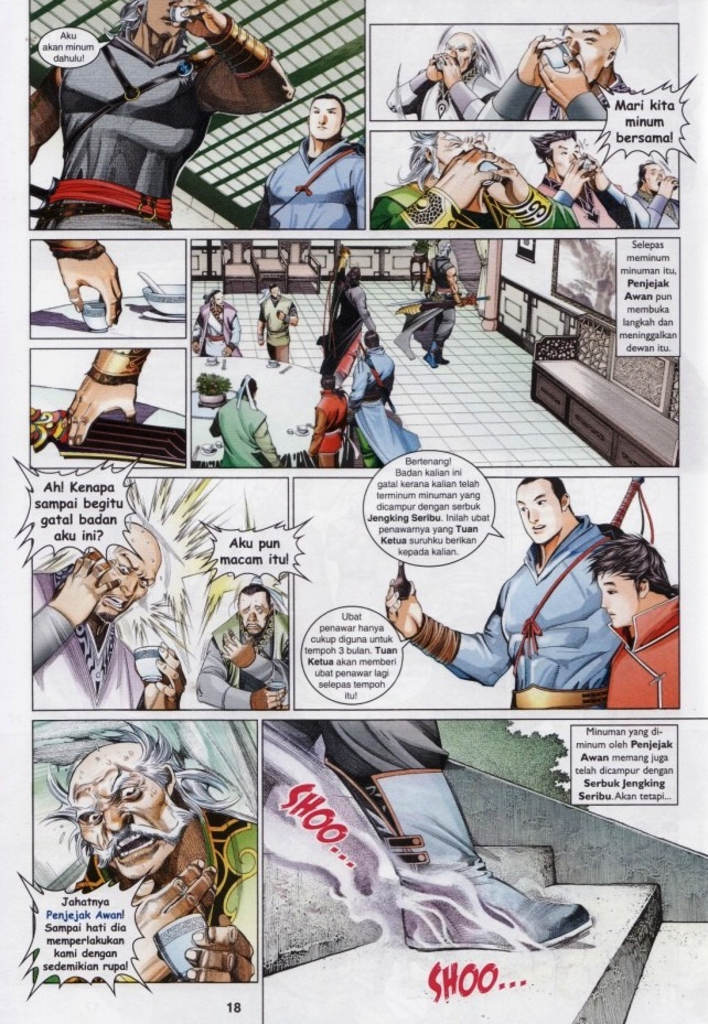 Aku
akan minum
dahulu!
Mari kita
minum
bersama!
Selepas
meminum
minuman itu,
Penjejak
Awan pun
membuka
langkah dan
meninggalkan
dewan itu.
Ah! Kenapa
sampai begitu
gatal badan
aku ini?
Aku pun
macam itu!
Bertenang!
Badan kalian ini
gatal kerana kalian telah
terminum minuman yang
dicampur dengan serbuk
Jengking Seribu. Inilah ubat
penawarnya yang Tuan
Ketua suruhku berikan
kepada kalian.
Ubat
penawar hanya
cukup diguna untuk
tempoh 3 bulan. Tuan
Ketua akan memberi
ubat penawar lagi
selepas tempoh
itu!
Jahatnya
Penjejak Awan!
Sampai hati dia
memperlakukan
kami dengan
sedemikian rupa!
Minuman yang di-
minum oleh Penjejak
Awan memang juga
telah dicampur dengan
Serbuk Jengking
Seribu. Akan tetapi...
SHOO...
SHOO...
18